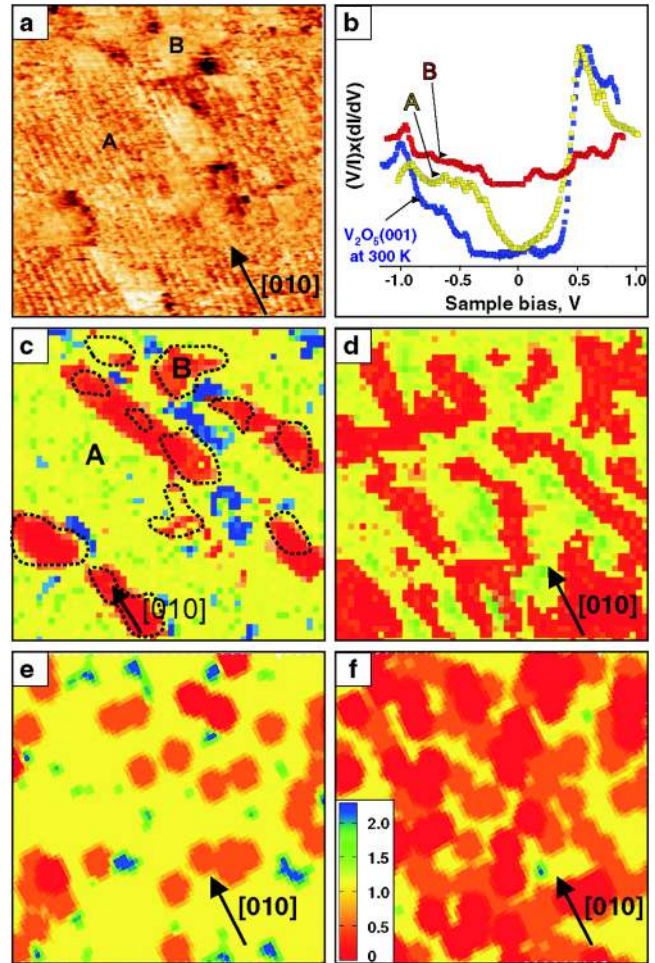 a
B
A
[010]
b
B
A
(V/I)x(dI/dV)
V₂O₅(001)
at 300 K
-1.0 -0.5 0 0.5 1.0
Sample bias, V
c
B
A
[010]
d
[010]
e
[010]
f
2.0
1.5
1.0
0.5
0
[010]